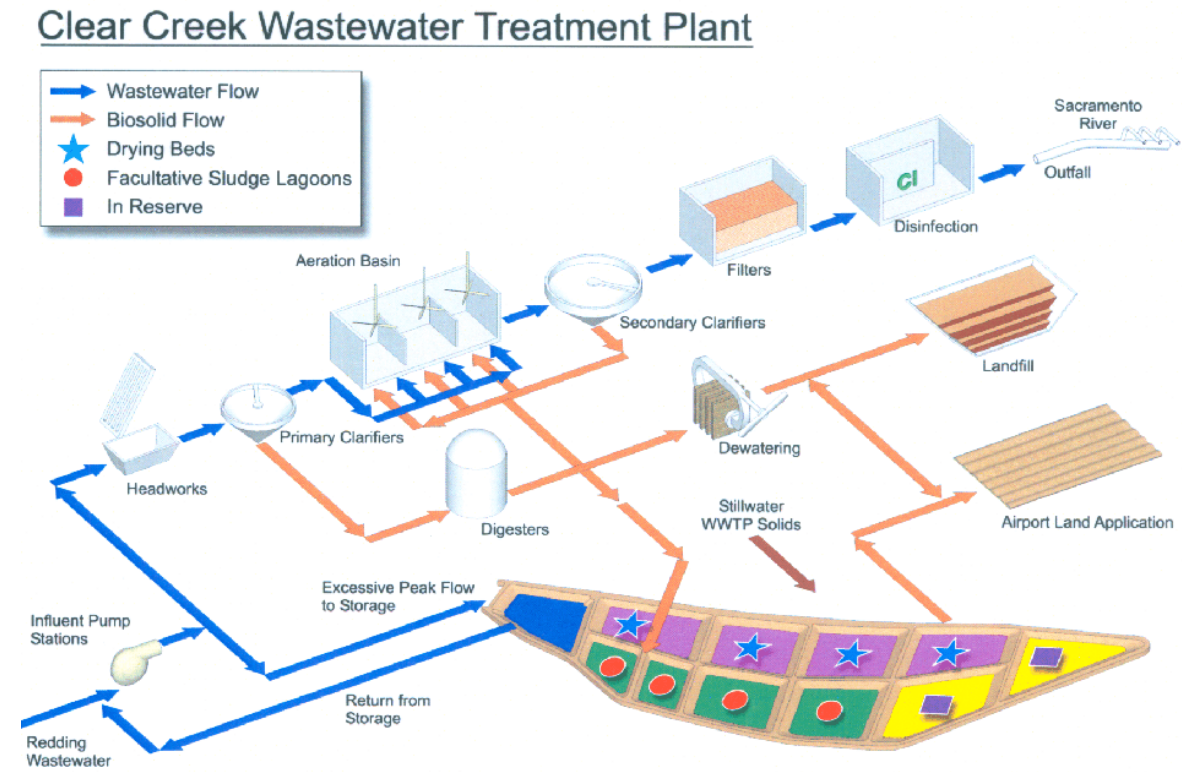 Clear Creek Wastewater Treatment Plant
Wastewater Flow
Biosolid Flow
Drying Beds
Facultative Sludge Lagoons
In Reserve
Sacramento
River
Outfall
Cl
Disinfection
Filters
Aeration Basin
Secondary Clarifiers
Landfill
Primary Clarifiers
Headworks
Dewatering
Digesters
Stillwater
WWTP Solids
Airport Land Application
Excessive Peak Flow
to Storage
Influent Pump
Stations
Return from
Storage
Redding
Wastewater